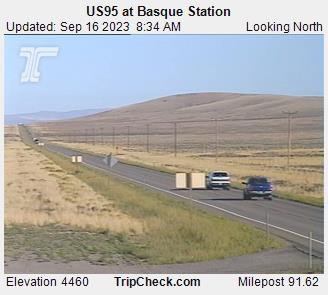 US95 at Basque Station
Updated: Sep 16 2023 8:34 AM Looking North
Elevation 4460 TripCheck.com Milepost 91.62